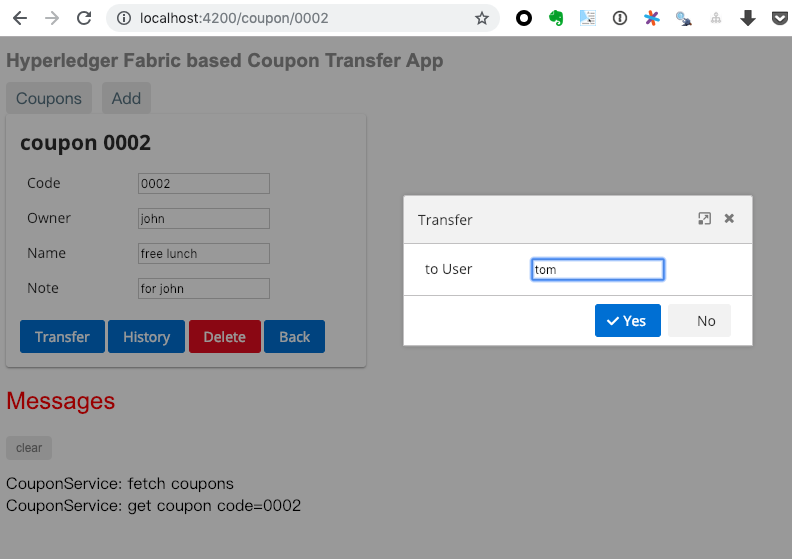 localhost:4200/coupon/0002
Hyperledger Fabric based Coupon Transfer App
Coupons Add
coupon 0002
Code 0002
Owner john
Name free lunch
Note for john
Transfer History Delete Back
Transfer
to User tom
Yes No
Messages
clear
CouponService: fetch coupons
CouponService: get coupon code=0002